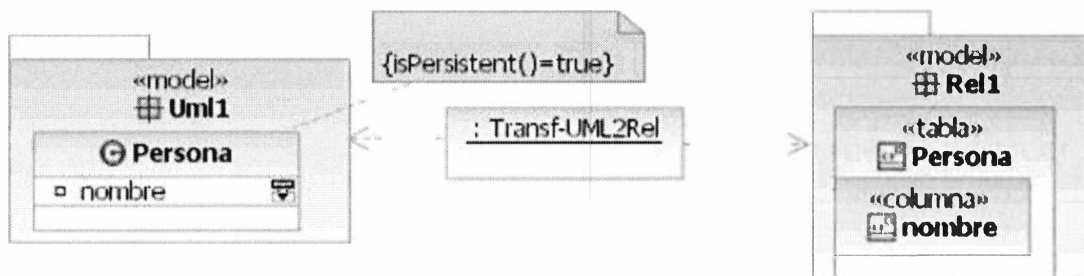 «model»
Uml1
Persona
nombre
{isPersistent()=true}
: Transf-UML2Rel
«model»
Rel1
«tabla»
Persona
«columna»
nombre